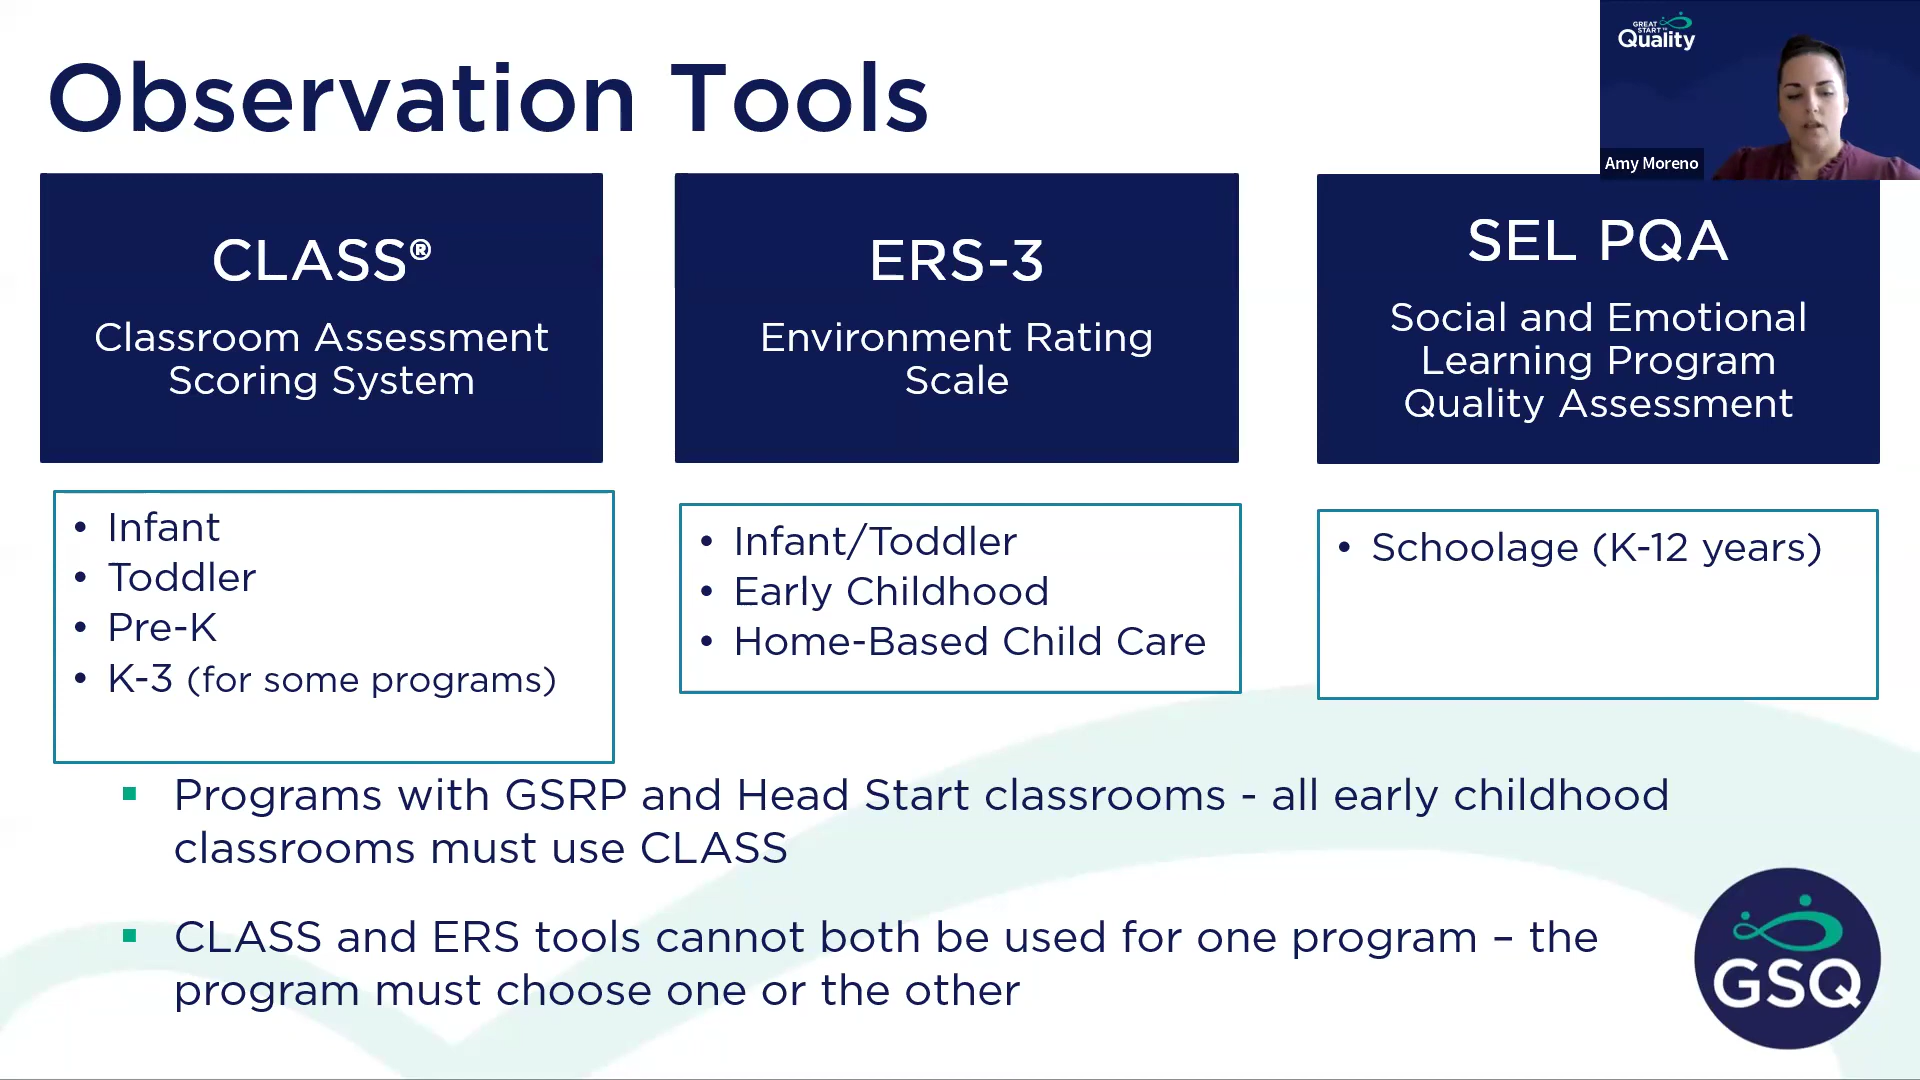 Observation Tools
GREAT
START TO
Quality
Amy Moreno
CLASS®
Classroom Assessment
Scoring System
ERS-3
Environment Rating
Scale
SEL PQA
Social and Emotional
Learning Program
Quality Assessment
• Infant
• Toddler
• Pre-K
• K-3 (for some programs)
• Infant/Toddler
• Early Childhood
• Home-Based Child Care
• Schoolage (K-12 years)
▪ Programs with GSRP and Head Start classrooms - all early childhood
classrooms must use CLASS
▪ CLASS and ERS tools cannot both be used for one program – the
program must choose one or the other
GSQ